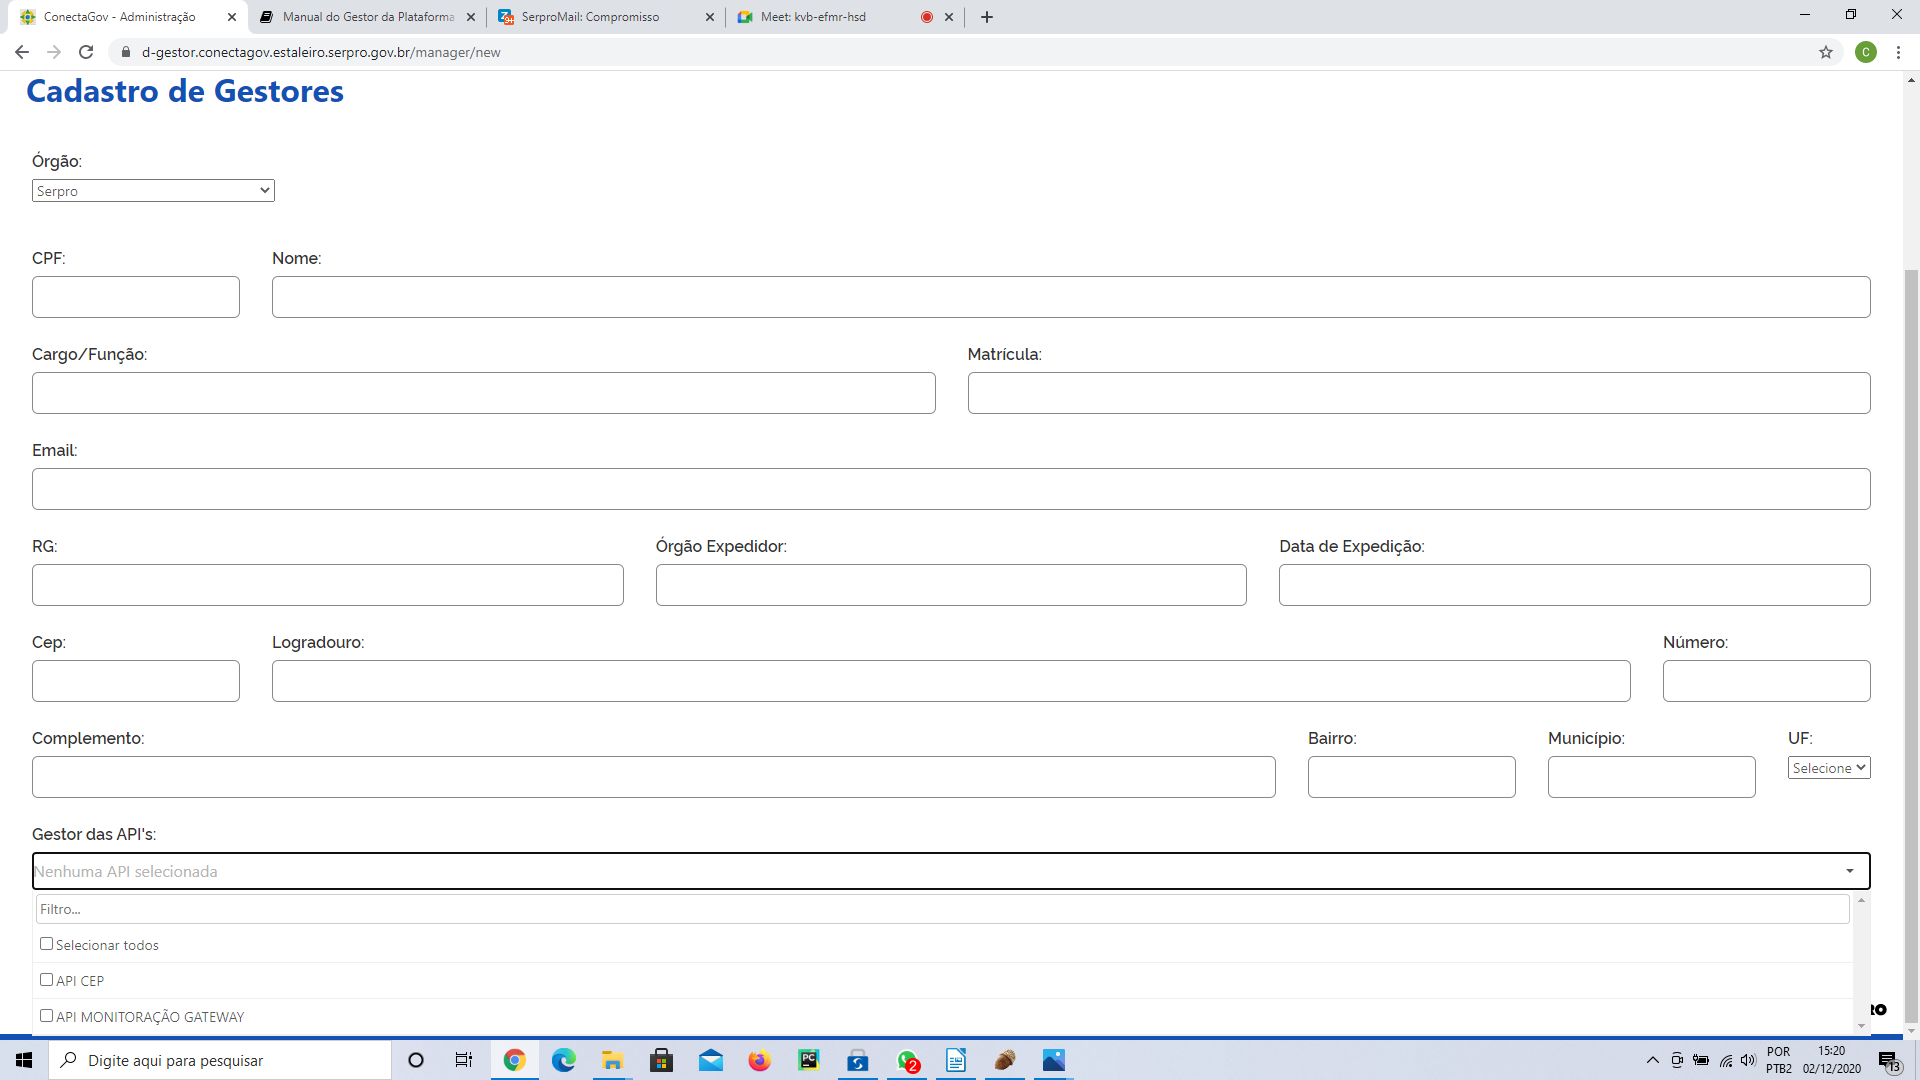 ConectaGov - Administração
Manual do Gestor da Plataforma
SerproMail: Compromisso
Meet: kvb-efmr-hsd
d-gestor.conectagov.estaleiro.serpro.gov.br/manager/new
C
Cadastro de Gestores
Órgão:
Serpro
CPF: Nome:
Cargo/Função: Matrícula:
Email:
RG: Órgão Expedidor: Data de Expedição:
Cep: Logradouro: Número:
Complemento: Bairro: Município: UF:
Selecione
Gestor das API's:
Nenhuma API selecionada
Filtro...
Selecionar todos
API CEP
API MONITORAÇÃO GATEWAY
RO
Digite aqui para pesquisar
2
POR
PTB2
15:20
02/12/2020
13